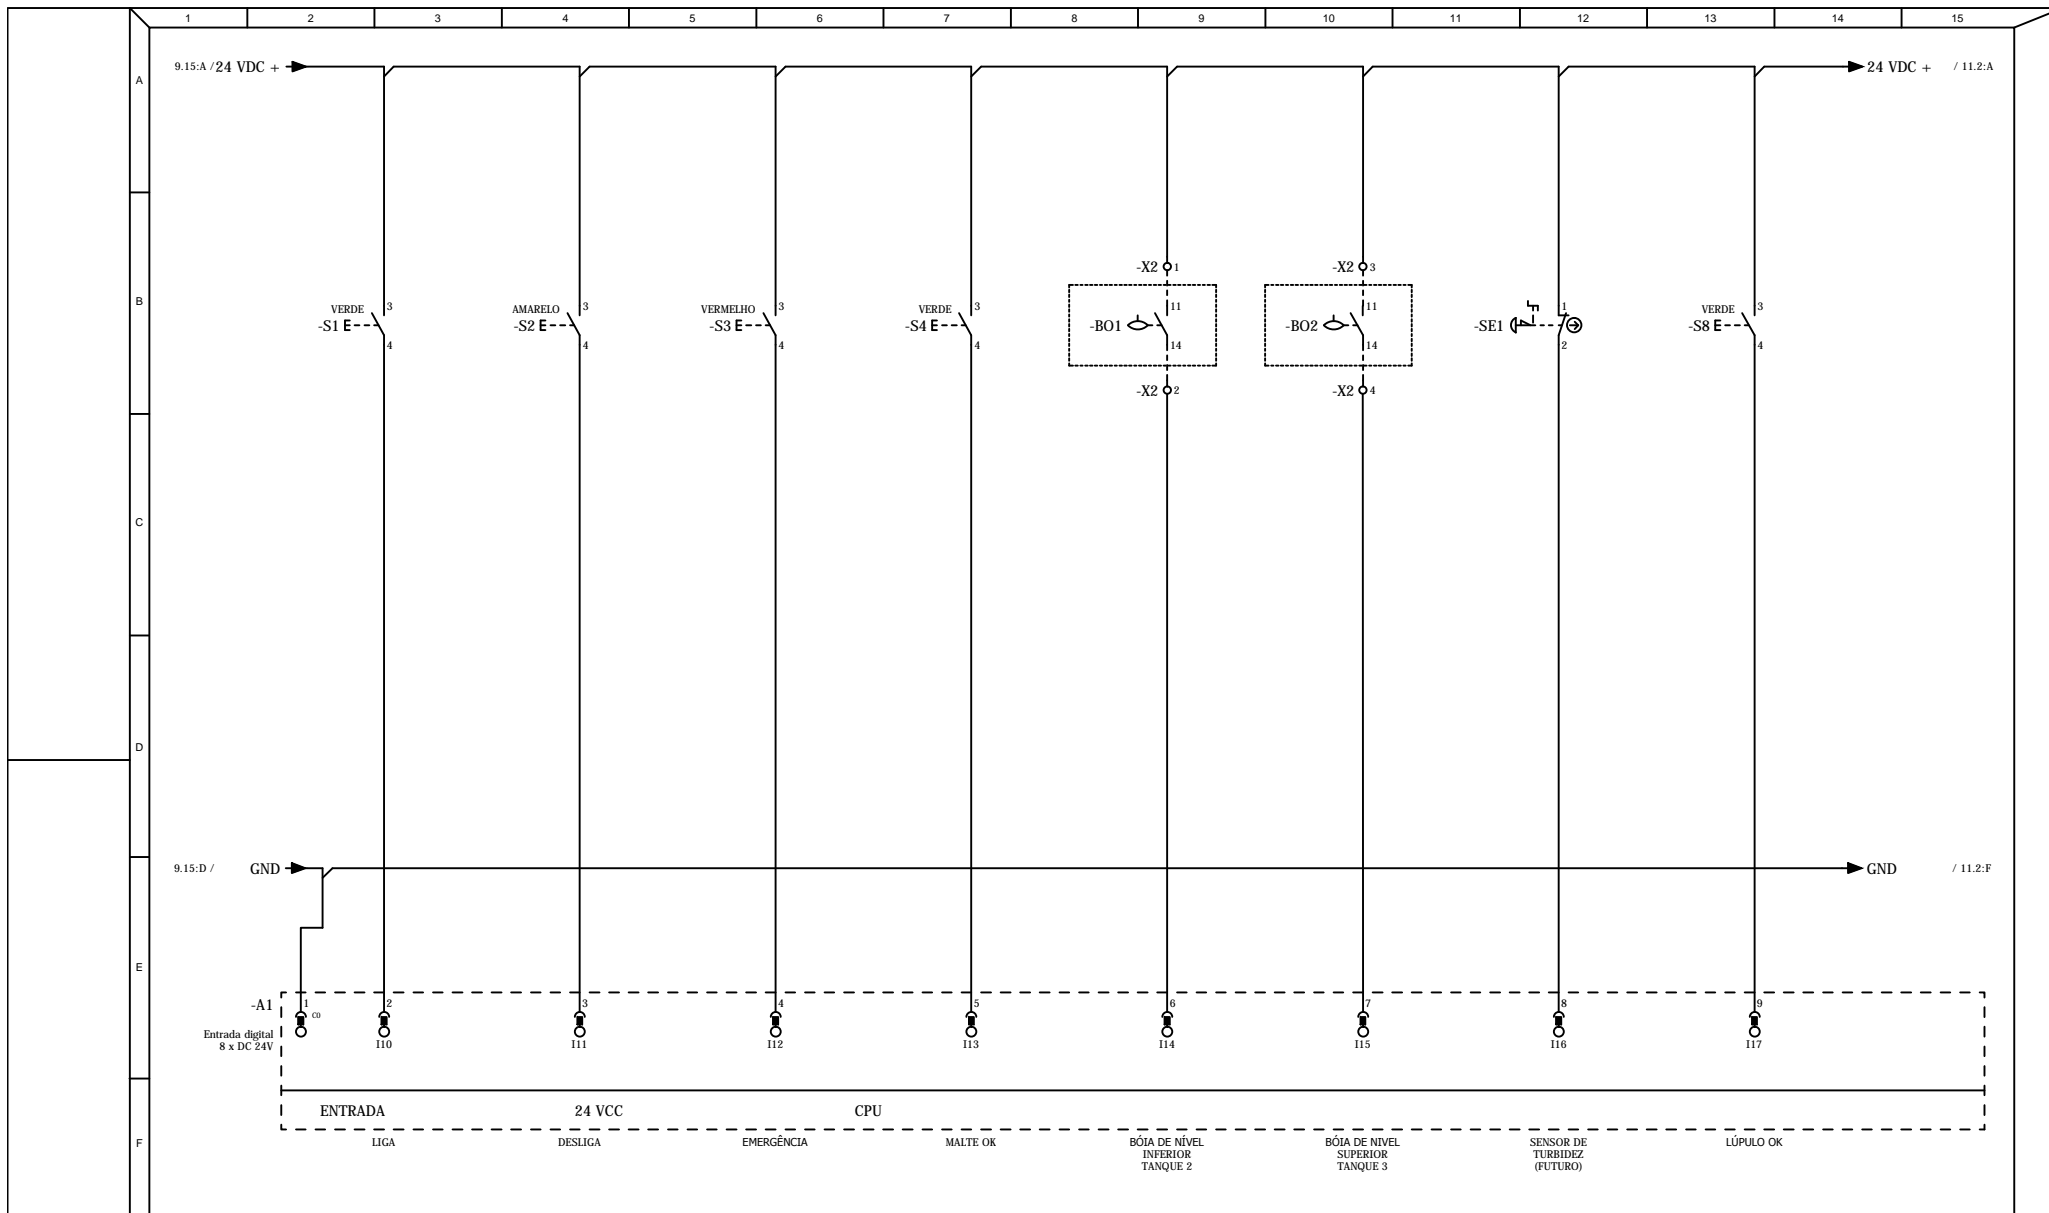 1 2 3 4 5 6 7 8 9 10 11 12 13 14 15
A
9.15:A / 24 VDC +
24 VDC + / 11.2:A
B
-X2 1
-X2 3
VERDE 3
-S1
4
AMARELO 3
-S2
4
VERMELHO 3
-S3
4
VERDE 3
-S4
4
11
-BO1
14
11
-BO2
14
1
-SE1
2
VERDE 3
-S8
4
-X2 2
-X2 4
C
D
9.15:D / GND
GND / 11.2:F
E
-A1
1 2 3 4 5 6 7 8 9
C0
Entrada digital
8 x DC 24V
I10 I11 I12 I13 I14 I15 I16 I17
F
ENTRADA 24 VCC CPU
LIGA
DESLIGA
EMERGÊNCIA
MALTE OK
BÓIA DE NÍVEL
INFERIOR
TANQUE 2
BÓIA DE NIVEL
SUPERIOR
TANQUE 3
SENSOR DE
TURBIDEZ
(FUTURO)
LÚPULO OK